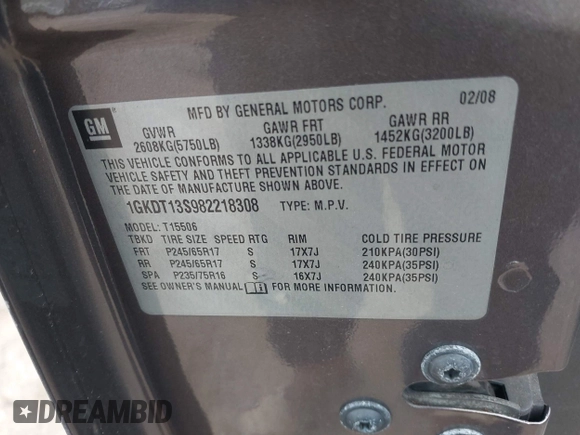 GM
MFD BY GENERAL MOTORS CORP. 02/08
GVWR GAWR FRT GAWR RR
2608KG(5750LB) 1338KG(2950LB) 1452KG(3200LB)
THIS VEHICLE CONFORMS TO ALL APPLICABLE U.S. FEDERAL MOTOR
VEHICLE SAFETY AND THEFT PREVENTION STANDARDS IN EFFECT ON
THE DATE OF MANUFACTURE SHOWN ABOVE.
1GKDT13S982218308 TYPE: M.P.V.
MODEL: T15506
TBKD TIRE SIZE SPEED RTG RIM COLD TIRE PRESSURE
FRT P245/65R17 S 17X7J 210KPA(30PSI)
RR P245/65R17 S 17X7J 240KPA(35PSI)
SPA P235/75R16 S 16X7J 240KPA(35PSI)
SEE OWNER'S MANUAL FOR MORE INFORMATION.
DREAMBID